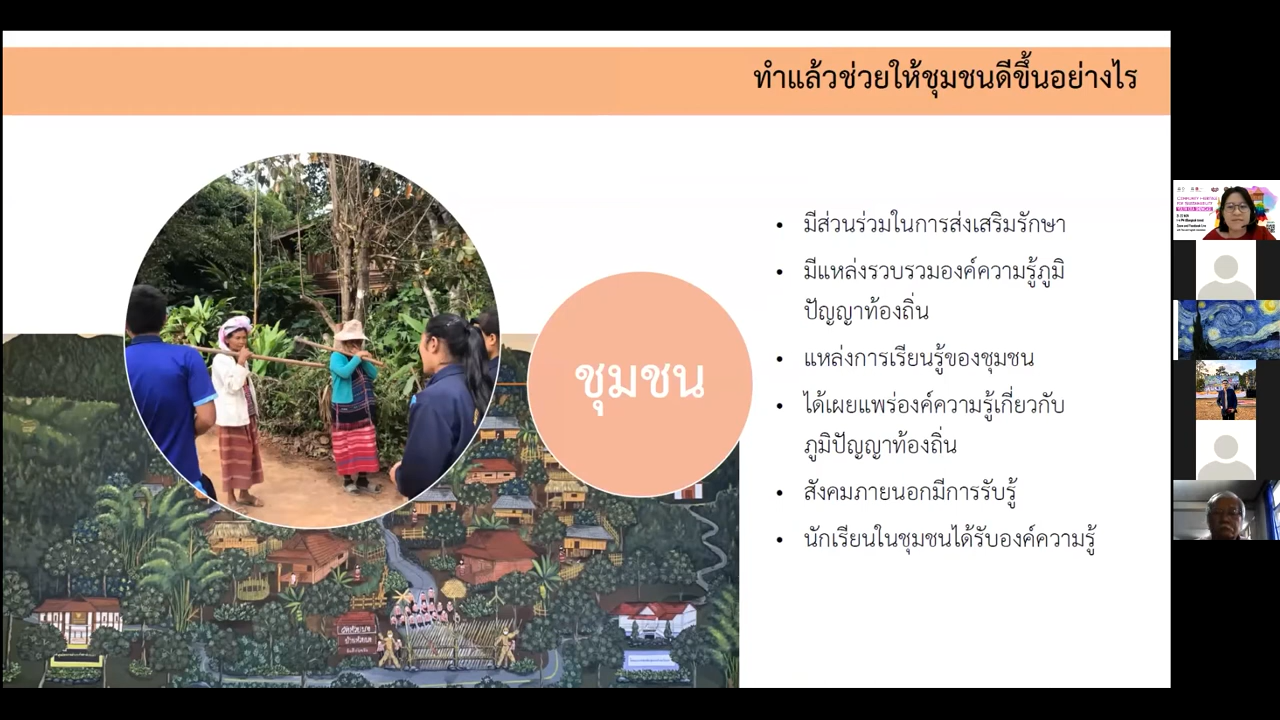 ทำแล้วช่วยให้ชุมชนดีขึ้นอย่างไร
ชุมชน
• มีส่วนร่วมในการส่งเสริมรักษา
• มีแหล่งรวบรวมองค์ความรู้ภูมิ
ปัญญาท้องถิ่น
• แหล่งการเรียนรู้ของชุมชน
• ได้เผยแพร่องค์ความรู้เกี่ยวกับ
ภูมิปัญญาท้องถิ่น
• สังคมภายนอกมีการรับรู้
• นักเรียนในชุมชนได้รับองค์ความรู้